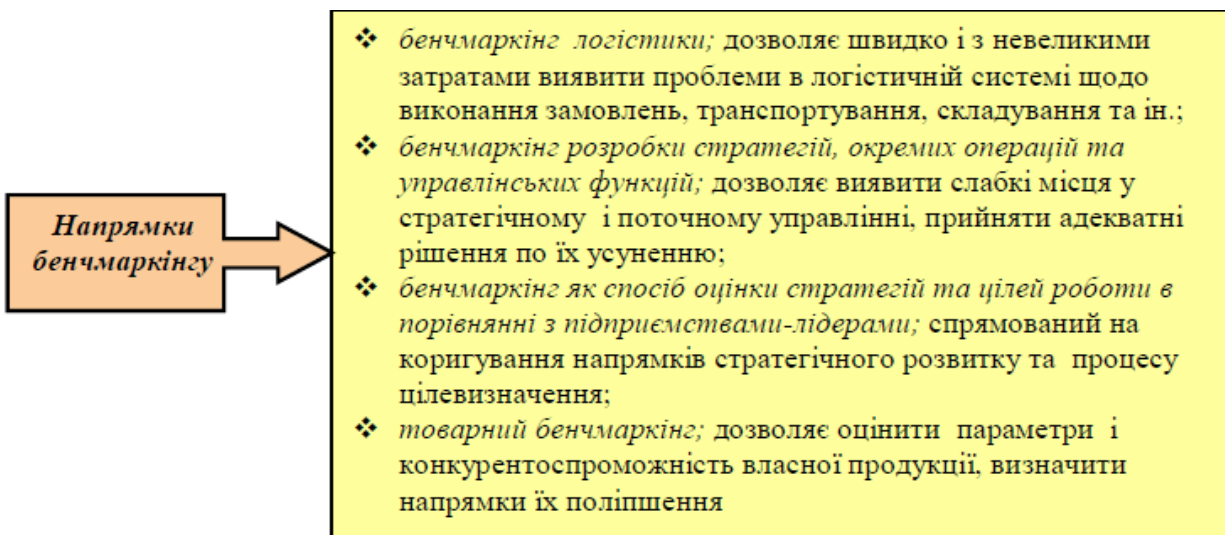 Напрямки
бенчмаркінгу
❖ бенчмаркінг логістики; дозволяє швидко і з невеликими
затратами виявити проблеми в логістичній системі щодо
виконання замовлень, транспортування, складування та ін.;
❖ бенчмаркінг розробки стратегій, окремих операцій та
управлінських функцій; дозволяє виявити слабкі місця у
стратегічному і поточному управлінні, прийняти адекватні
рішення по їх усуненню;
❖ бенчмаркінг як спосіб оцінки стратегій та цілей роботи в
порівнянні з підприємствами-лідерами; спрямований на
коригування напрямків стратегічного розвитку та процесу
цілевизначення;
❖ товарний бенчмаркінг; дозволяє оцінити параметри і
конкурентоспроможність власної продукції, визначити
напрямки їх поліпшення